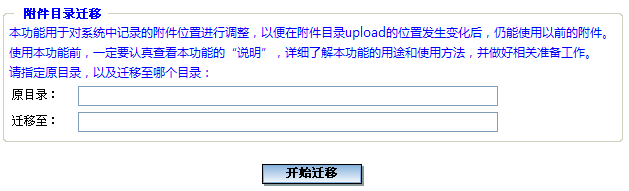 附件目录迁移
本功能用于对系统中记录的附件位置进行调整，以便在附件目录upload的位置发生变化后，仍能使用以前的附件。
使用本功能前，一定要认真查看本功能的“说明”，详细了解本功能的用途和使用方法，并做好相关准备工作。
请指定原目录，以及迁移至哪个目录：
原目录：
迁移至：
开始迁移